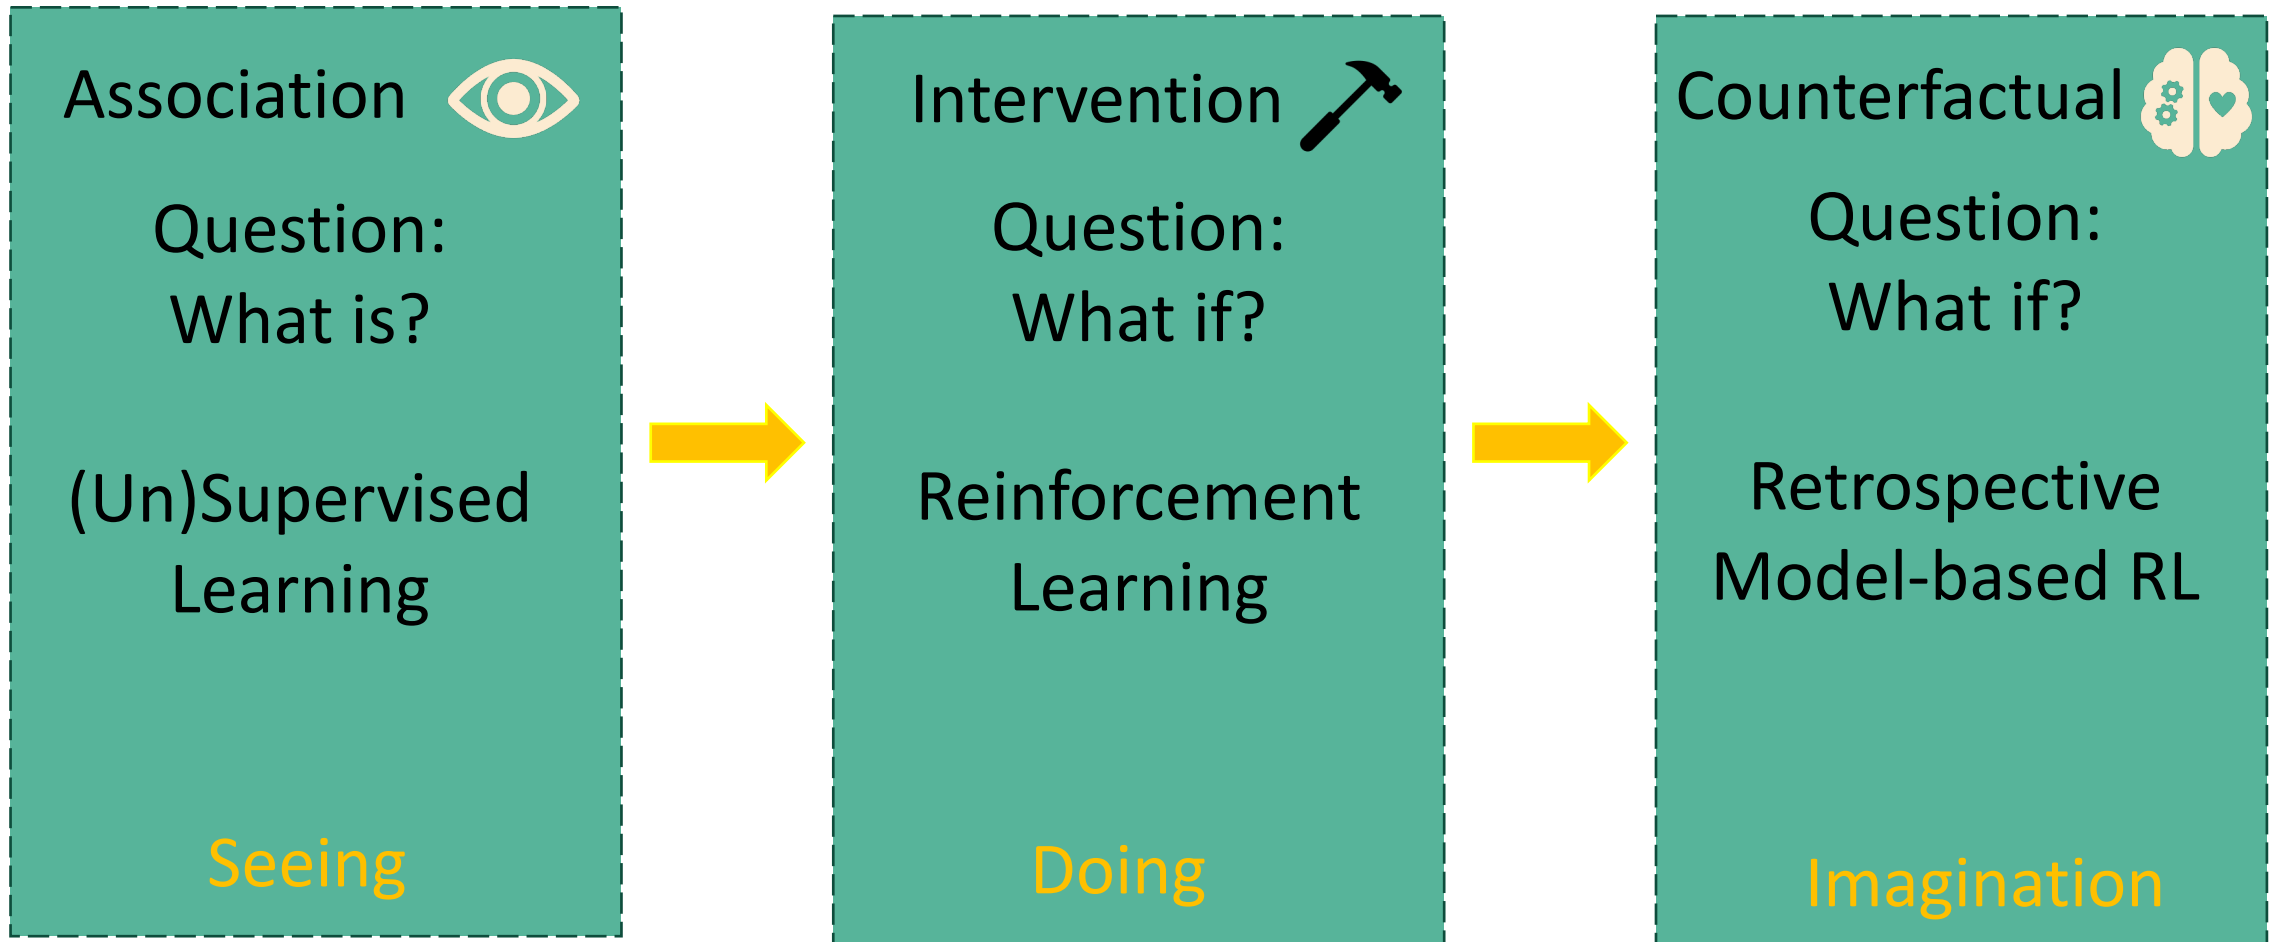 Association
Question:
What is?
(Un)Supervised
Learning
Seeing
Intervention
Question:
What if?
Reinforcement
Learning
Doing
Counterfactual
Question:
What if?
Retrospective
Model-based RL
Imagination